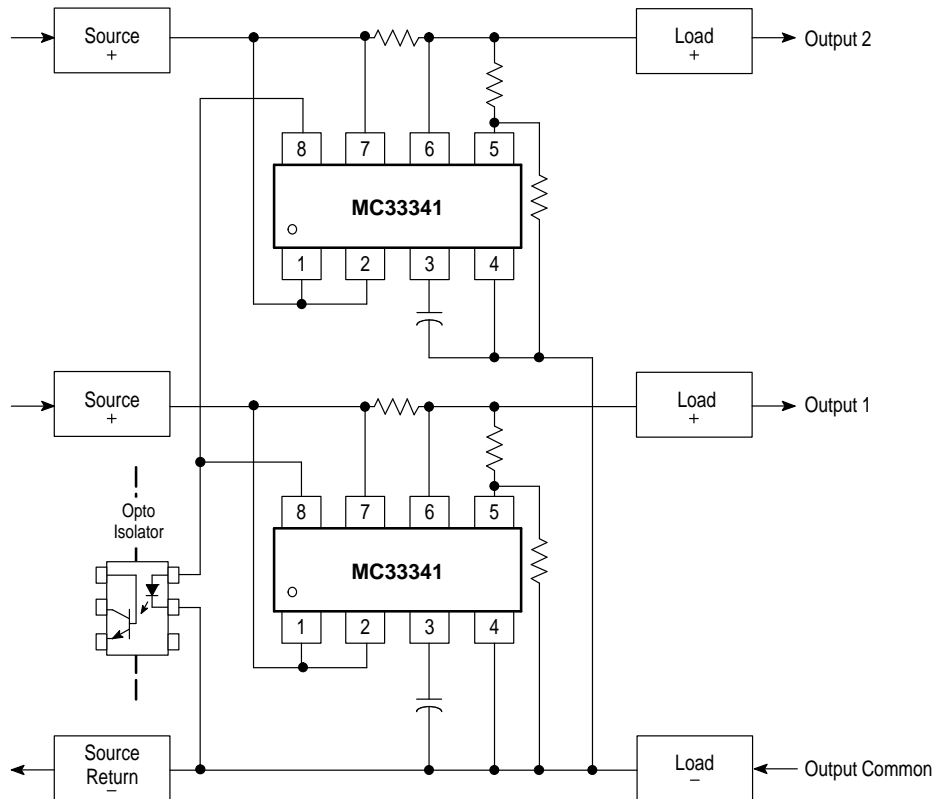 Source
+
Load
+
Output 2
8 7 6 5
MC33341
1 2 3 4
Source
+
Load
+
Output 1
Opto
Isolator
8 7 6 5
MC33341
1 2 3 4
Source
Return
–
Load
–
Output Common